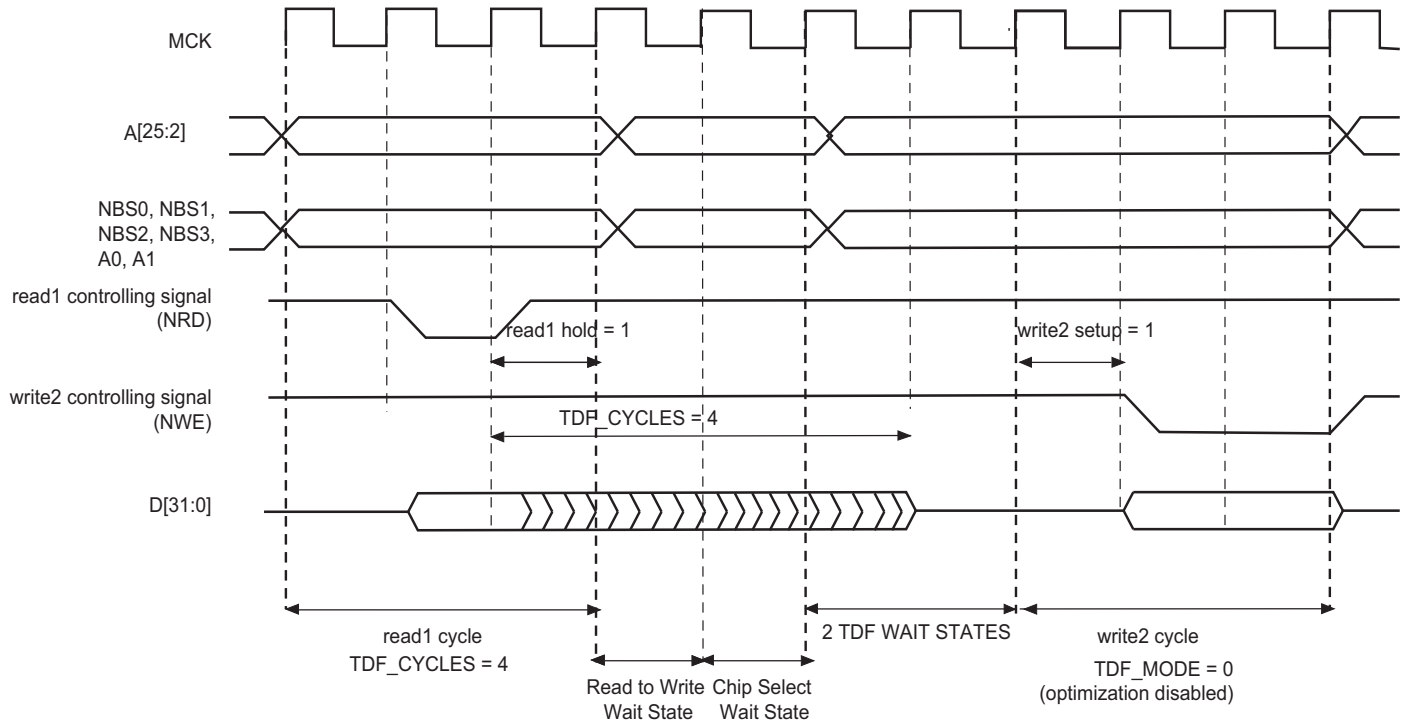 MCK
A[25:2]
NBS0, NBS1,
NBS2, NBS3,
A0, A1
read1 controlling signal
(NRD)
read1 hold = 1
write2 setup = 1
write2 controlling signal
(NWE)
TDF_CYCLES = 4
D[31:0]
read1 cycle
TDF_CYCLES = 4
2 TDF WAIT STATES
write2 cycle
TDF_MODE = 0
(optimization disabled)
Read to Write
Wait State
Chip Select
Wait State